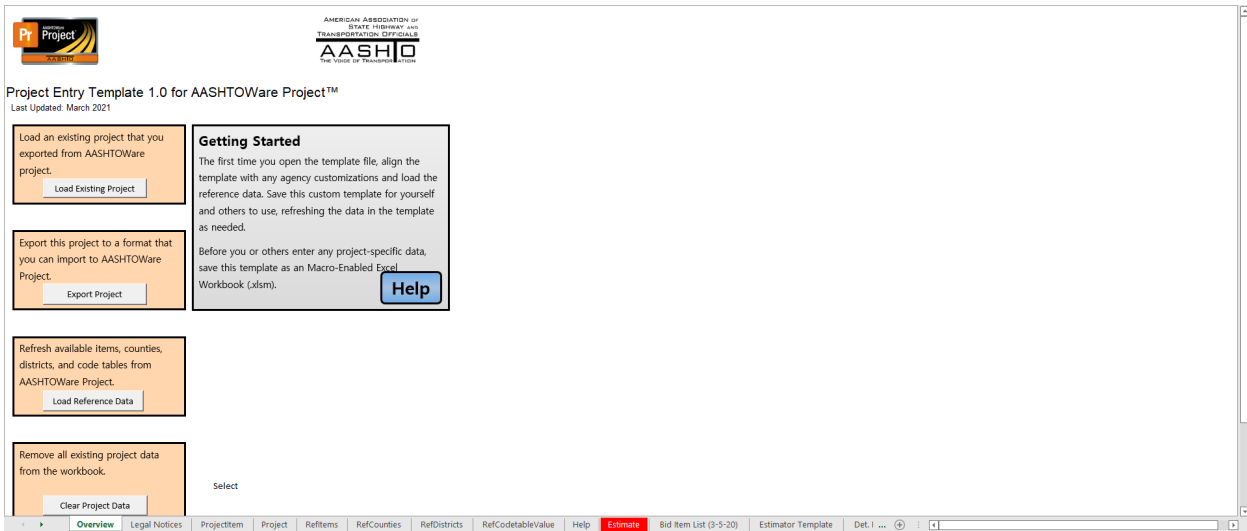 Pr
AASHTOWare
Project
AASHTO
AMERICAN ASSOCIATION OF
STATE HIGHWAY AND
TRANSPORTATION OFFICIALS
AASHTO
THE VOICE OF TRANSPORTATION
Project Entry Template 1.0 for AASHTOWare Project™
Last Updated: March 2021
Load an existing project that you
exported from AASHTOWare
project.
Load Existing Project
Export this project to a format that
you can import to AASHTOWare
Project.
Export Project
Refresh available items, counties,
districts, and code tables from
AASHTOWare Project.
Load Reference Data
Remove all existing project data
from the workbook.
Clear Project Data
Getting Started
The first time you open the template file, align the
template with any agency customizations and load the
reference data. Save this custom template for yourself
and others to use, refreshing the data in the template
as needed.
Before you or others enter any project-specific data,
save this template as an Macro-Enabled Excel
Workbook (.xlsm).
Help
Select
Overview Legal Notices ProjectItem Project RefItems RefCounties RefDistricts RefCodetableValue Help Estimate Bid Item List (3-5-20) Estimator Template Det. I ...